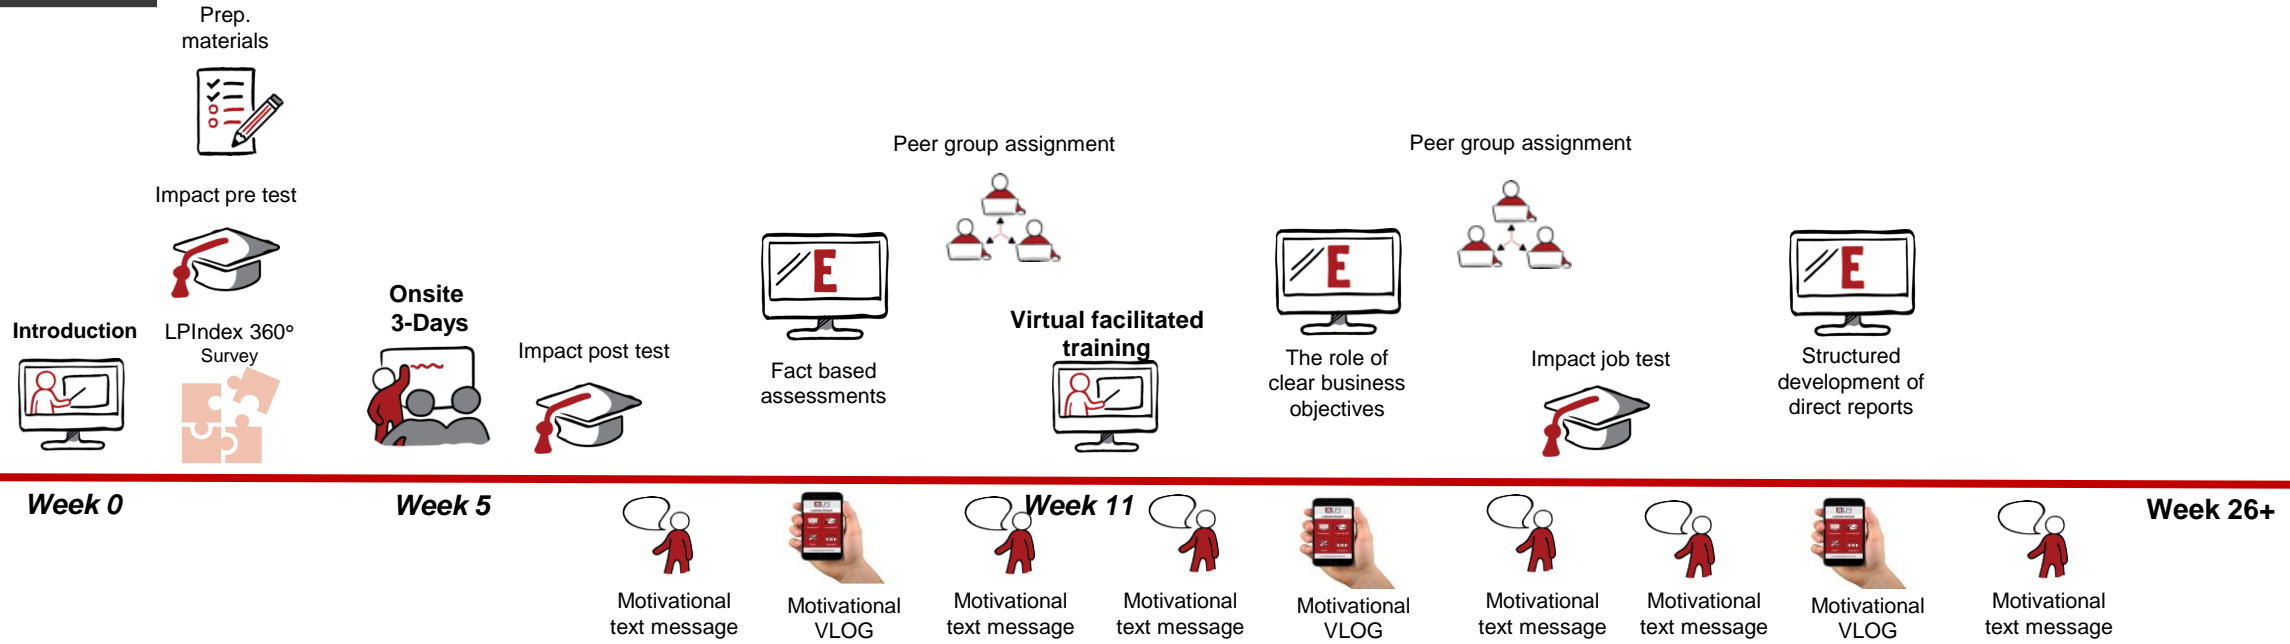 Prep.
materials
Impact pre test
Introduction
LPIndex 360°
Survey
Onsite
3-Days
Impact post test
E
Fact based
assessments
Peer group assignment
Virtual facilitated
training
E
The role of
clear business
objectives
Peer group assignment
Impact job test
E
Structured
development of
direct reports
Week 0
Week 5
Week 11
Week 26+
Motivational
text message
Motivational
VLOG
Motivational
text message
Motivational
text message
Motivational
VLOG
Motivational
text message
Motivational
text message
Motivational
VLOG
Motivational
text message